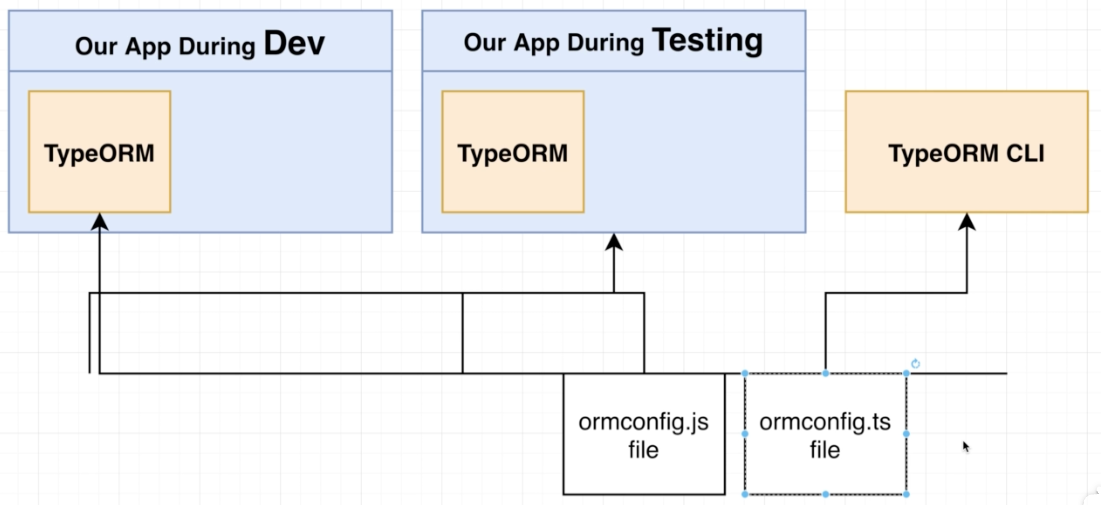 Our App During Dev
Our App During Testing
TypeORM
TypeORM
TypeORM CLI
ormconfig.js
file
ormconfig.ts
file